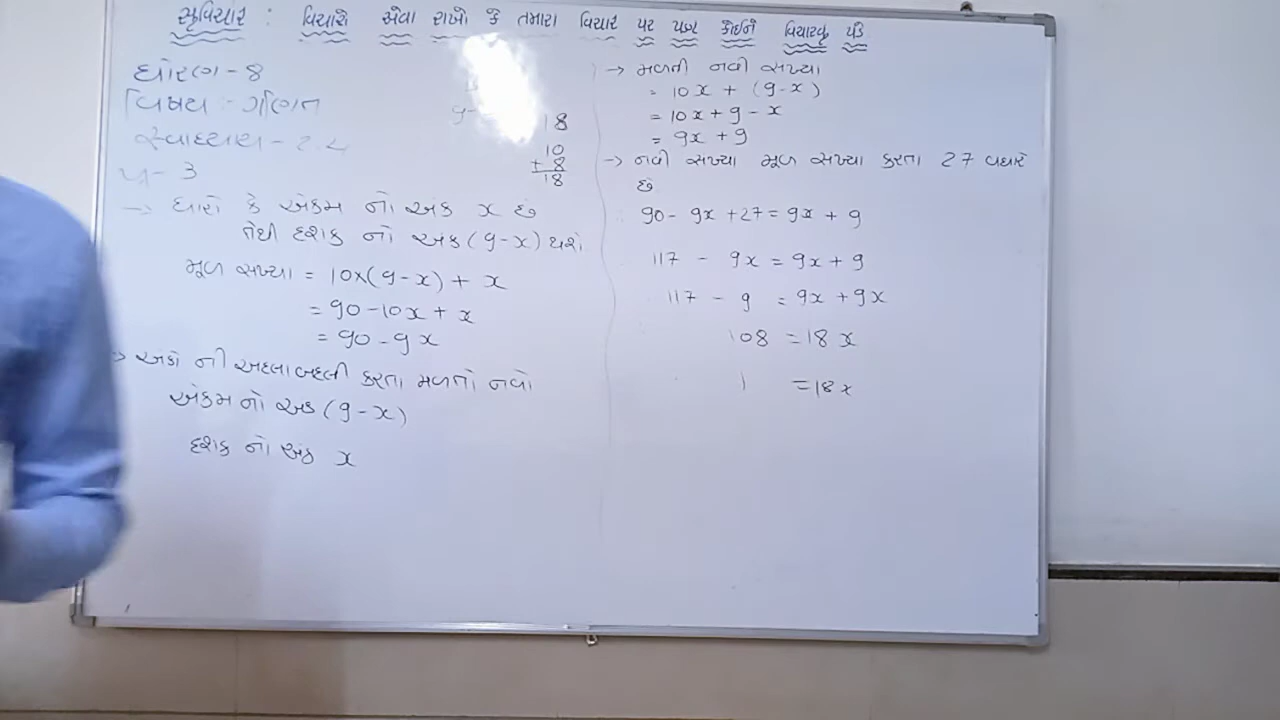 સુવિચાર : વિચારો એવા રાખો કે તમારા વિચાર પર પણ કોઈને વિચારવું પડે
ધોરણ - 8
વિષય :- ગણિત
સ્વાધ્યાય - 2.4
પ્ર - 3
18
10
+ 8
18
→ ધારો કે એકમ નો અંક x છે
તેથી દશક નો અંક (9-x) થશે
મૂળ સંખ્યા = 10x(9-x) + x
= 90-10x + x
= 90-9x
→ અંકો ની અદલાબદલી કરતા મળતો નવો
એકમ નો અંક (9-x)
દશક નો અંક x
→ મળતી નવી સંખ્યા
= 10x + (9-x)
= 10x + 9 - x
= 9x + 9
→ નવી સંખ્યા મૂળ સંખ્યા કરતા 27 વધારે
છે
∴ 90 - 9x + 27 = 9x + 9
117 - 9x = 9x + 9
117 - 9 = 9x + 9x
108 = 18x
1 = 18x